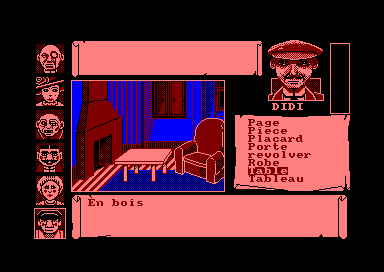 DIDI
Page
Piece
Placard
Porte
revolver
Robe
Table
Tableau
En bois